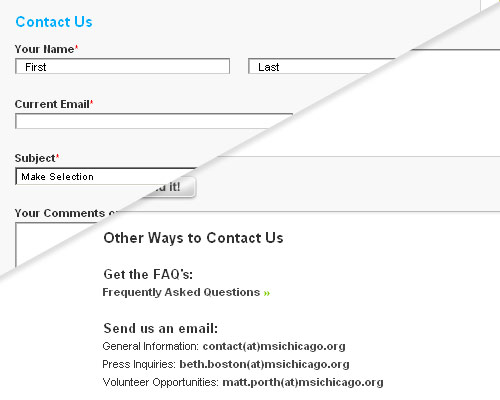 Contact Us
Your Name*
First Last
Current Email*
Subject*
Make Selection
it!
Your Comments
Other Ways to Contact Us
Get the FAQ's:
Frequently Asked Questions »
Send us an email:
General Information: contact(at)msichicago.org
Press Inquiries: beth.boston(at)msichicago.org
Volunteer Opportunities: matt.porth(at)msichicago.org